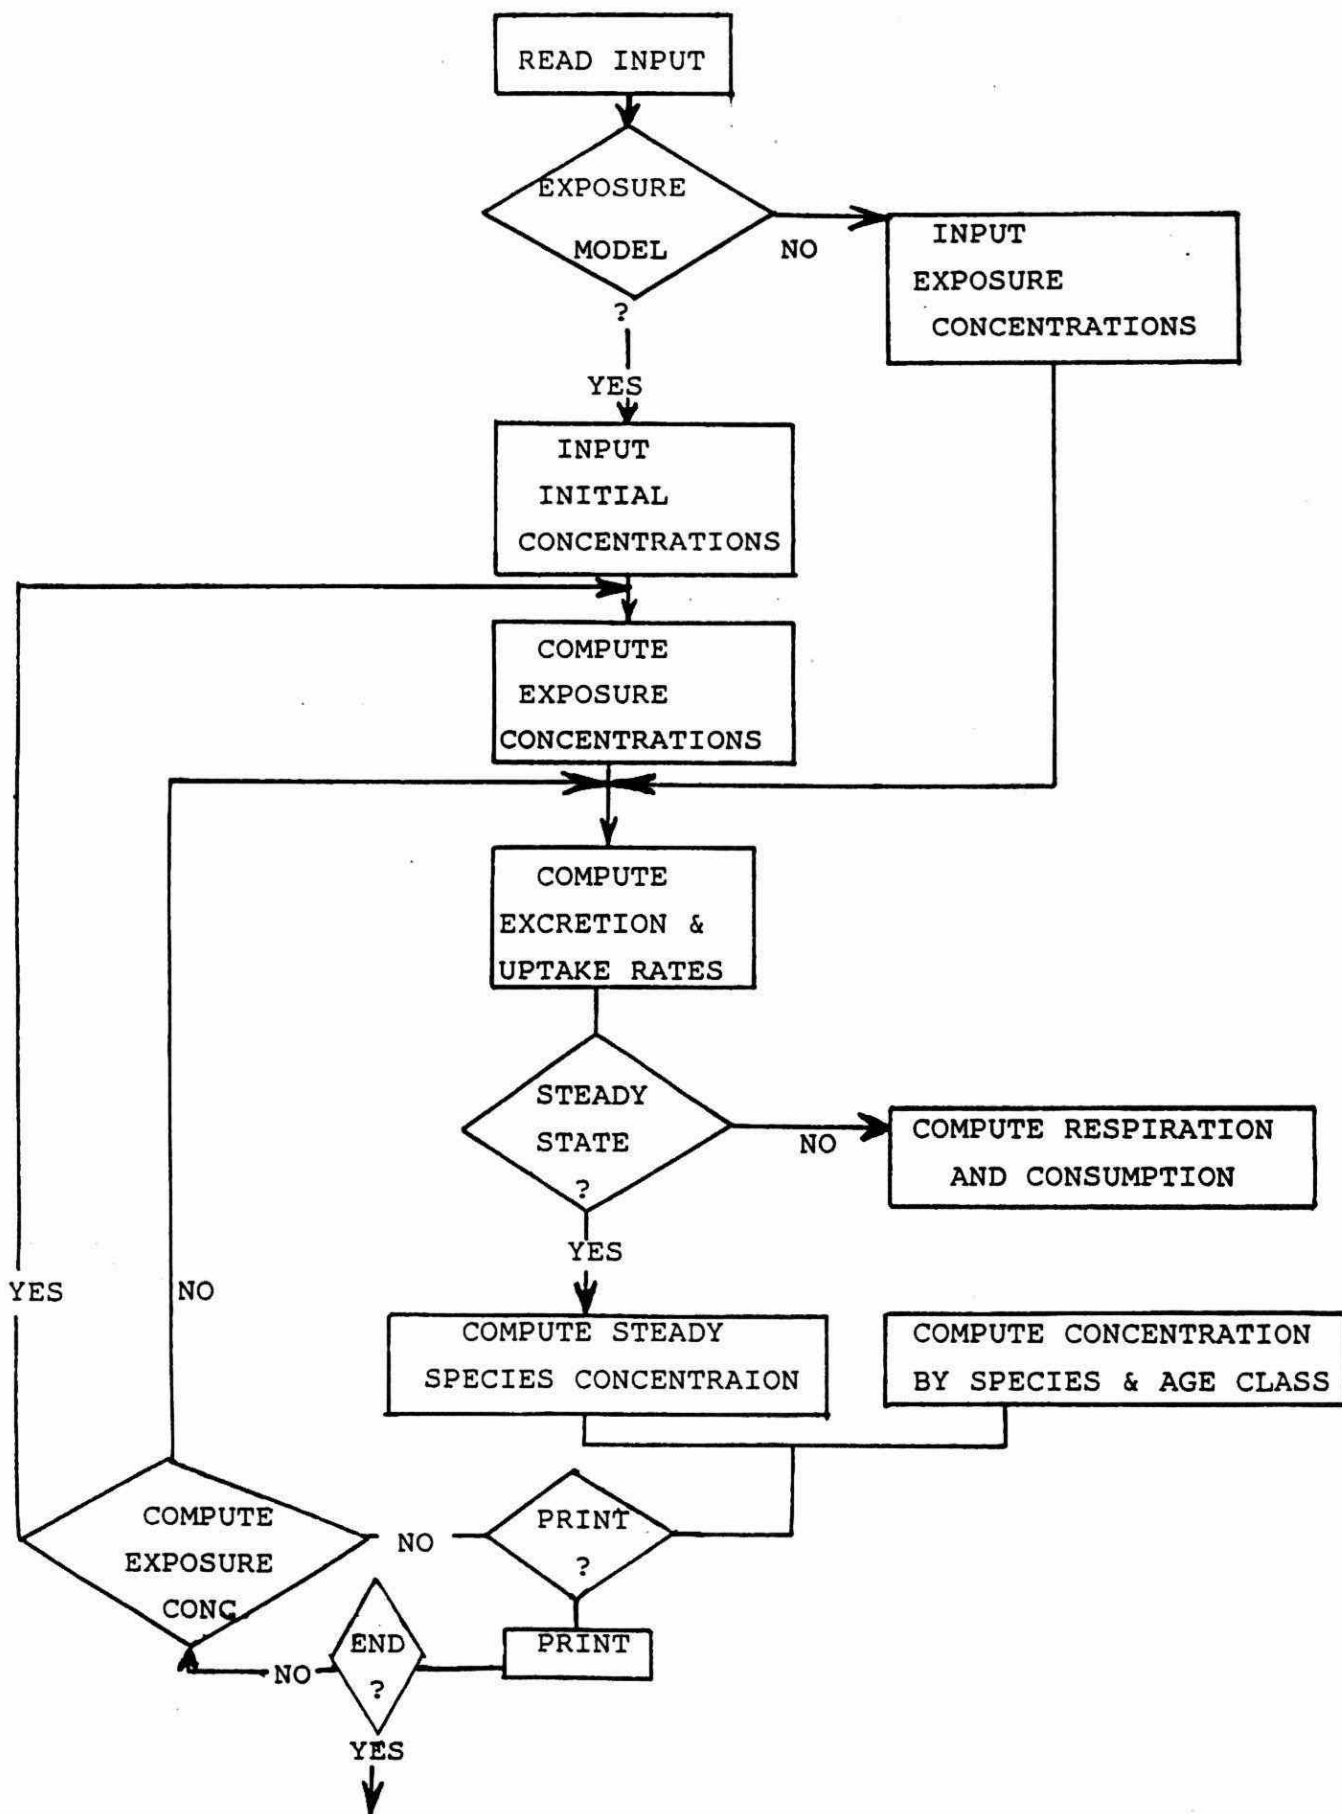 READ INPUT
EXPOSURE
MODEL
?
NO
INPUT
EXPOSURE
CONCENTRATIONS
YES
INPUT
INITIAL
CONCENTRATIONS
COMPUTE
EXPOSURE
CONCENTRATIONS
COMPUTE
EXCRETION &
UPTAKE RATES
STEADY
STATE
?
NO
COMPUTE RESPIRATION
AND CONSUMPTION
YES
YES
NO
COMPUTE STEADY
SPECIES CONCENTRAION
COMPUTE CONCENTRATION
BY SPECIES & AGE CLASS
COMPUTE
EXPOSURE
CONC
NO
PRINT
?
PRINT
END
?
NO
YES